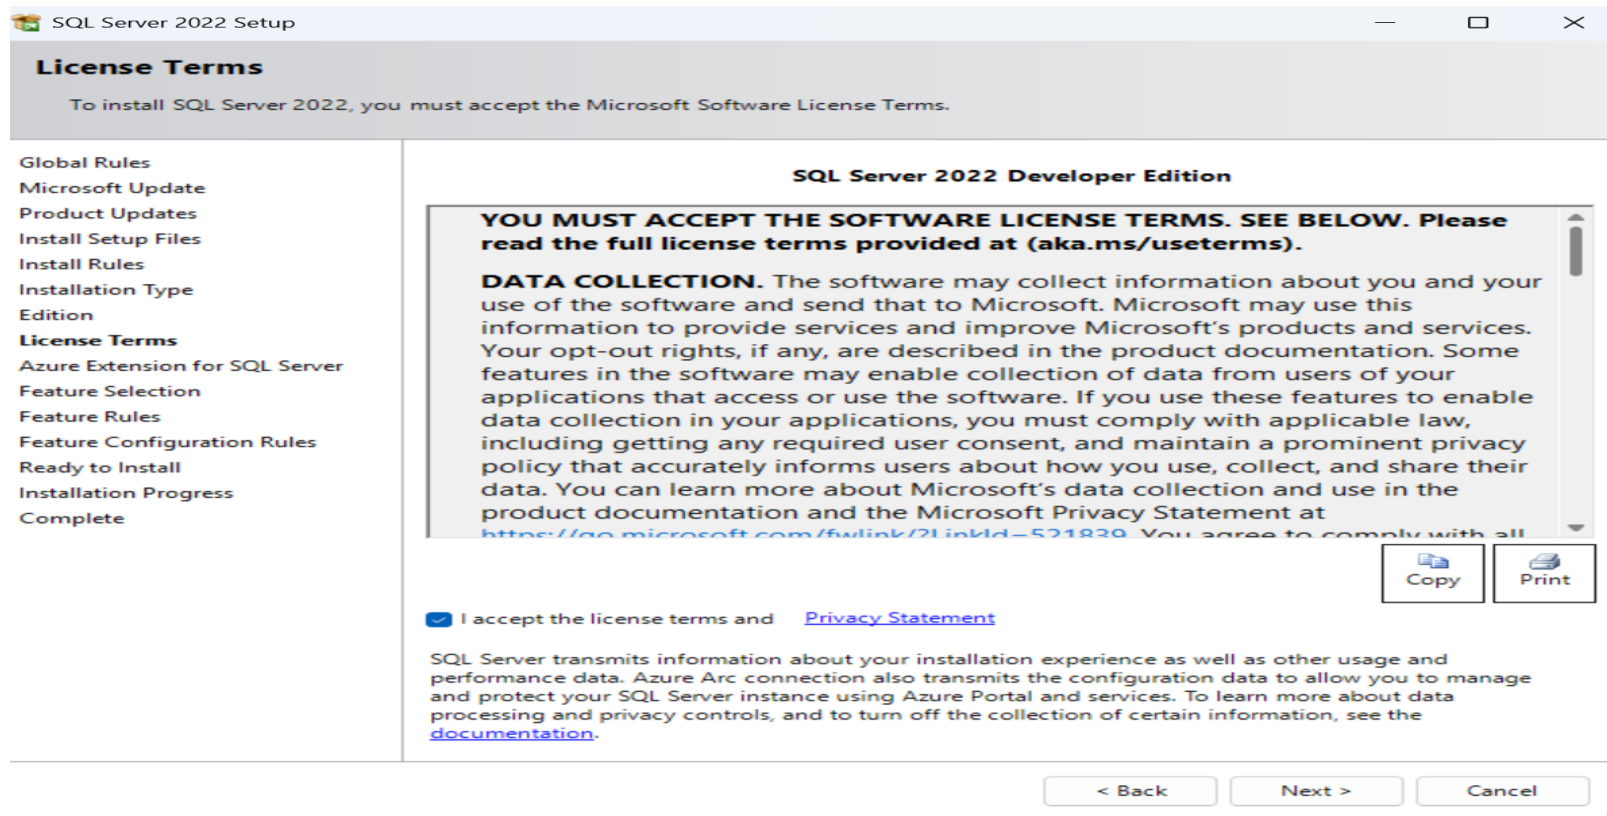 SQL Server 2022 Setup
License Terms
To install SQL Server 2022, you must accept the Microsoft Software License Terms.
Global Rules
Microsoft Update
Product Updates
Install Setup Files
Install Rules
Installation Type
Edition
License Terms
Azure Extension for SQL Server
Feature Selection
Feature Rules
Feature Configuration Rules
Ready to Install
Installation Progress
Complete
SQL Server 2022 Developer Edition
YOU MUST ACCEPT THE SOFTWARE LICENSE TERMS. SEE BELOW. Please
read the full license terms provided at (aka.ms/useterms).
DATA COLLECTION. The software may collect information about you and your
use of the software and send that to Microsoft. Microsoft may use this
information to provide services and improve Microsoft's products and services.
Your opt-out rights, if any, are described in the product documentation. Some
features in the software may enable collection of data from users of your
applications that access or use the software. If you use these features to enable
data collection in your applications, you must comply with applicable law,
including getting any required user consent, and maintain a prominent privacy
policy that accurately informs users about how you use, collect, and share their
data. You can learn more about Microsoft's data collection and use in the
product documentation and the Microsoft Privacy Statement at
https://go.microsoft.com/fwlink/?LinkId=521839. You agree to comply with all
Copy
Print
I accept the license terms and Privacy Statement
SQL Server transmits information about your installation experience as well as other usage and
performance data. Azure Arc connection also transmits the configuration data to allow you to manage
and protect your SQL Server instance using Azure Portal and services. To learn more about data
processing and privacy controls, and to turn off the collection of certain information, see the
documentation.
< Back
Next >
Cancel